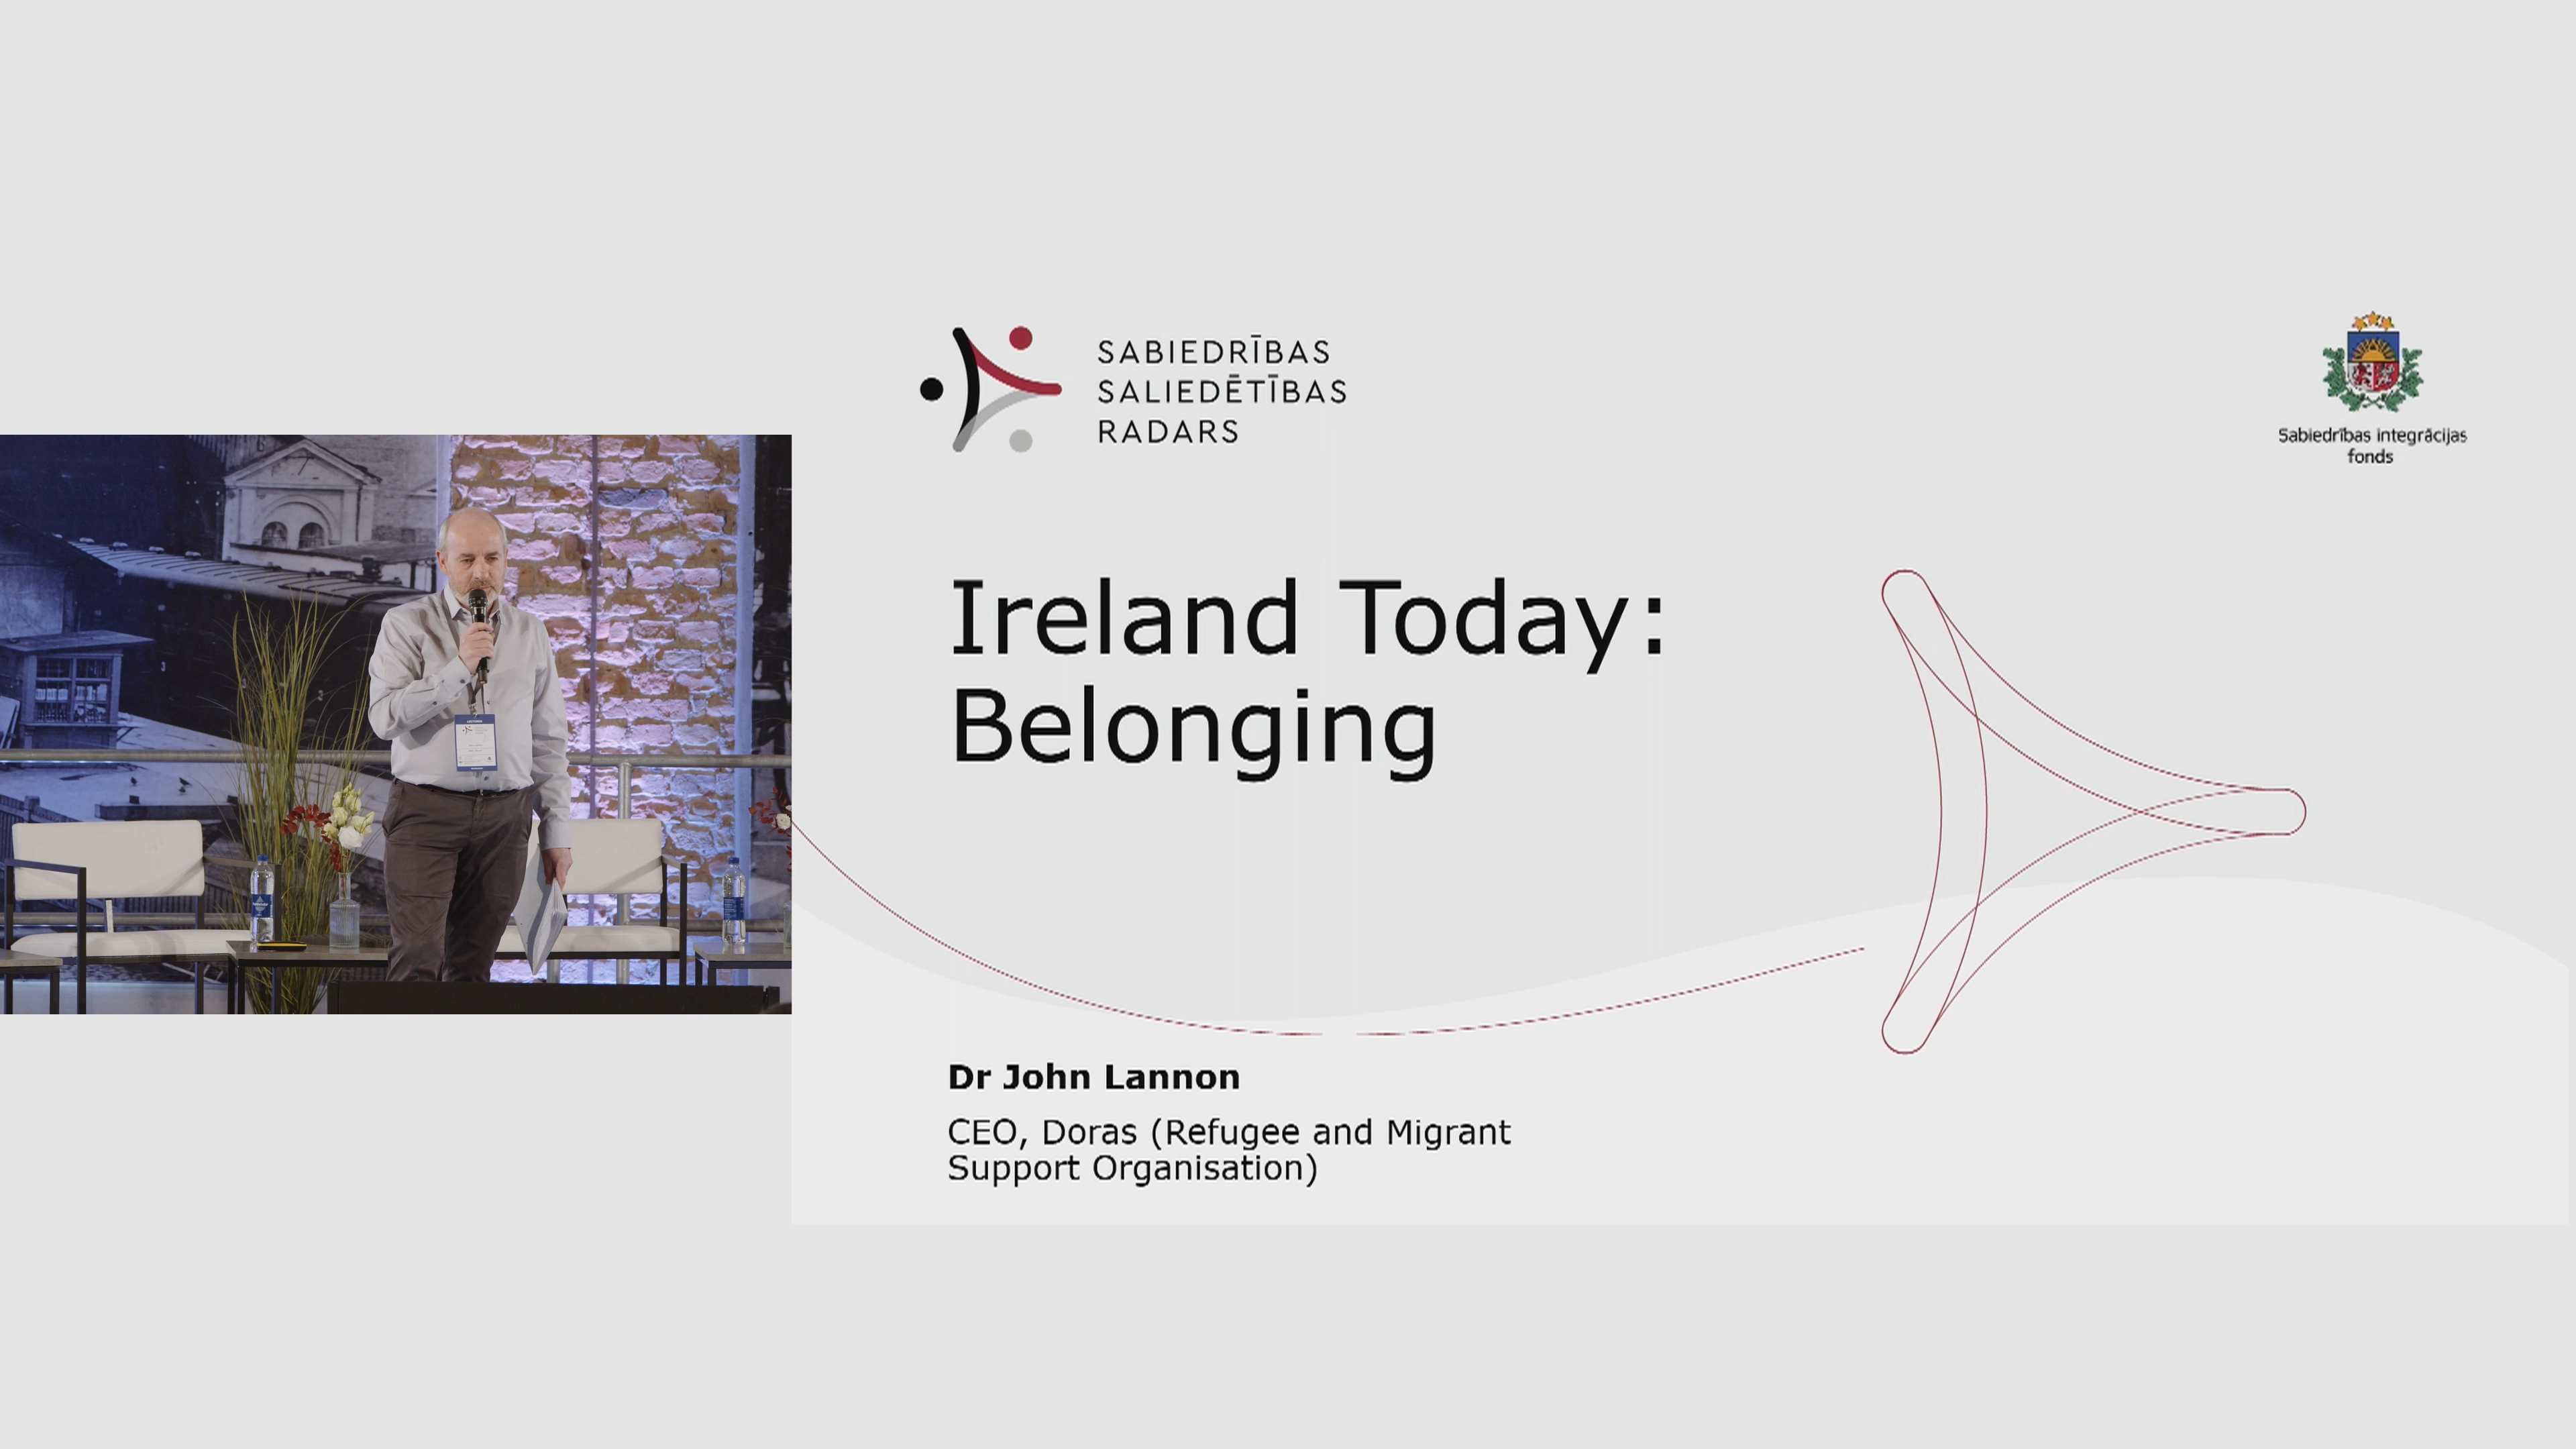 SABIEDRĪBAS
SALIEDĒTĪBAS
RADARS
Sabiedrības integrācijas
fonds
Ireland Today:
Belonging
Dr John Lannon
CEO, Doras (Refugee and Migrant
Support Organisation)